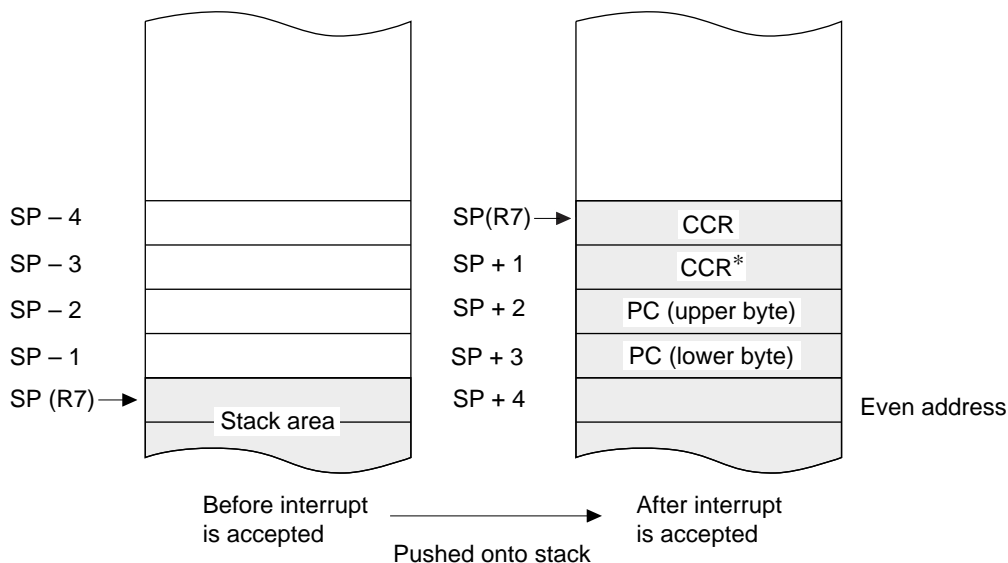 SP – 4
SP – 3
SP – 2
SP – 1
SP (R7)
Stack area
SP(R7)
CCR
SP + 1
CCR*
SP + 2
PC (upper byte)
SP + 3
PC (lower byte)
SP + 4
Even address
Before interrupt
is accepted
Pushed onto stack
After interrupt
is accepted